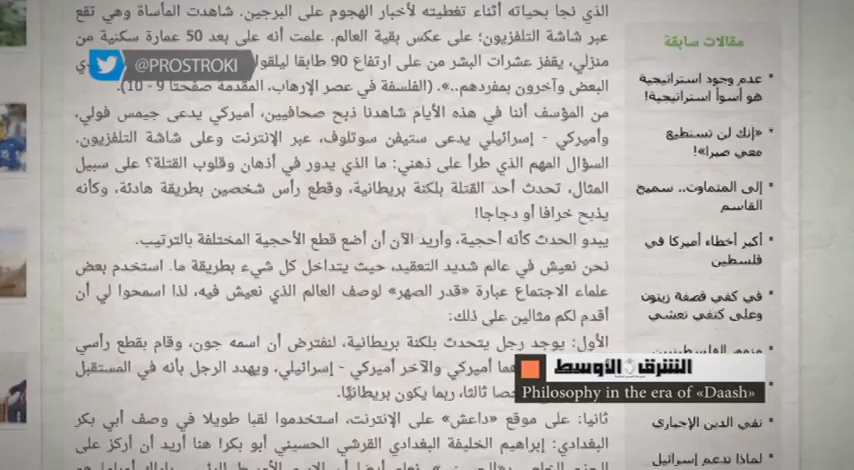 الذي نجا بحياته أثناء تغطيته لأخبار الهجوم على البرجين. شاهدت المأساة وهي تقع
عبر شاشة التلفزيون؛ على عكس بقية العالم. علمت أنه على بعد 50 عمارة سكنية من
منزلي، يقفز عشرات البشر من على ارتفاع 90 طابقا ليلقوا
@PROSTROKI
البعض وآخرون بمفردهم..». (الفلسفة في عصر الإرهاب، المقدمة صفحتا 9 - 10).
من المؤسف أننا في هذه الأيام شاهدنا ذبح صحافيين، أميركي يدعى جيمس فولي،
وأميركي - إسرائيلي يدعى ستيفن سوتلوف، عبر الإنترنت وعلى شاشة التلفزيون.
السؤال المهم الذي طرأ على ذهني: ما الذي يدور في أذهان وقلوب القتلة؟ على سبيل
المثال، تحدث أحد القتلة بلكنة بريطانية، وقطع رأس شخصين بطريقة هادئة، وكأنه
يذبح خرافا أو دجاجا!
يبدو الحدث كأنه أحجية، وأريد الآن أن أضع قطع الأحجية المختلفة بالترتيب.
نحن نعيش في عالم شديد التعقيد، حيث يتداخل كل شيء بطريقة ما. استخدم بعض
علماء الاجتماع عبارة «قدر الصهر» لوصف العالم الذي نعيش فيه، لذا اسمحوا لي أن
أقدم لكم مثالين على ذلك:
الأول: يوجد رجل يتحدث بلكنة بريطانية، لنفترض أن اسمه جون، وقام بقطع رأسي
هما أميركي والآخر أميركي - إسرائيلي، ويهدد الرجل بأنه في المستقبل
ثالثا، ربما يكون بريطانيًا.
ثانيا: على موقع «داعش» على الإنترنت، استخدموا لقبا طويلا في وصف أبي بكر
البغدادي: إبراهيم الخليفة البغدادي القرشي الحسيني أبو بكر! هنا أريد أن أركز على
مقالات سابقة
عدم وجود استراتيجية
هو أسوأ استراتيجية!
«إنك لن تستطيع
معي صبرا»!
إلى المتماوت.. سميح
القاسم
أكبر أخطاء أميركا في
فلسطين
في كفي قصفة زيتون
وعلى كتفي نعشي
نفي الدين الإجباري
لماذا تدعم إسرائيل
الشرق الأوسط
Philosophy in the era of «Daash»